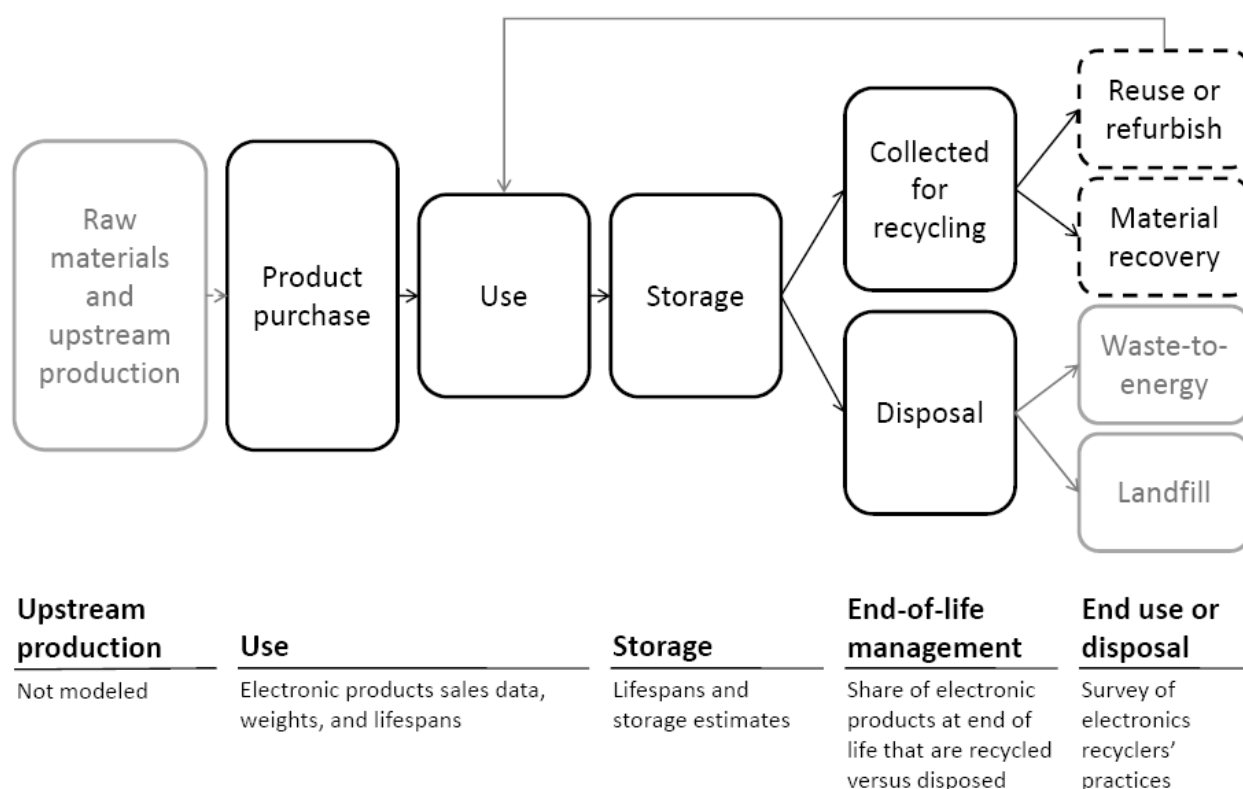 Raw
materials
and
upstream
production
Product
purchase
Use
Storage
Collected
for
recycling
Disposal
Reuse or
refurbish
Material
recovery
Waste-to-
energy
Landfill
Upstream
production
Not modeled
Use
Electronic products sales data,
weights, and lifespans
Storage
Lifespans and
storage estimates
End-of-life
management
Share of electronic
products at end of
life that are recycled
versus disposed
End use or
disposal
Survey of
electronics
recyclers’
practices